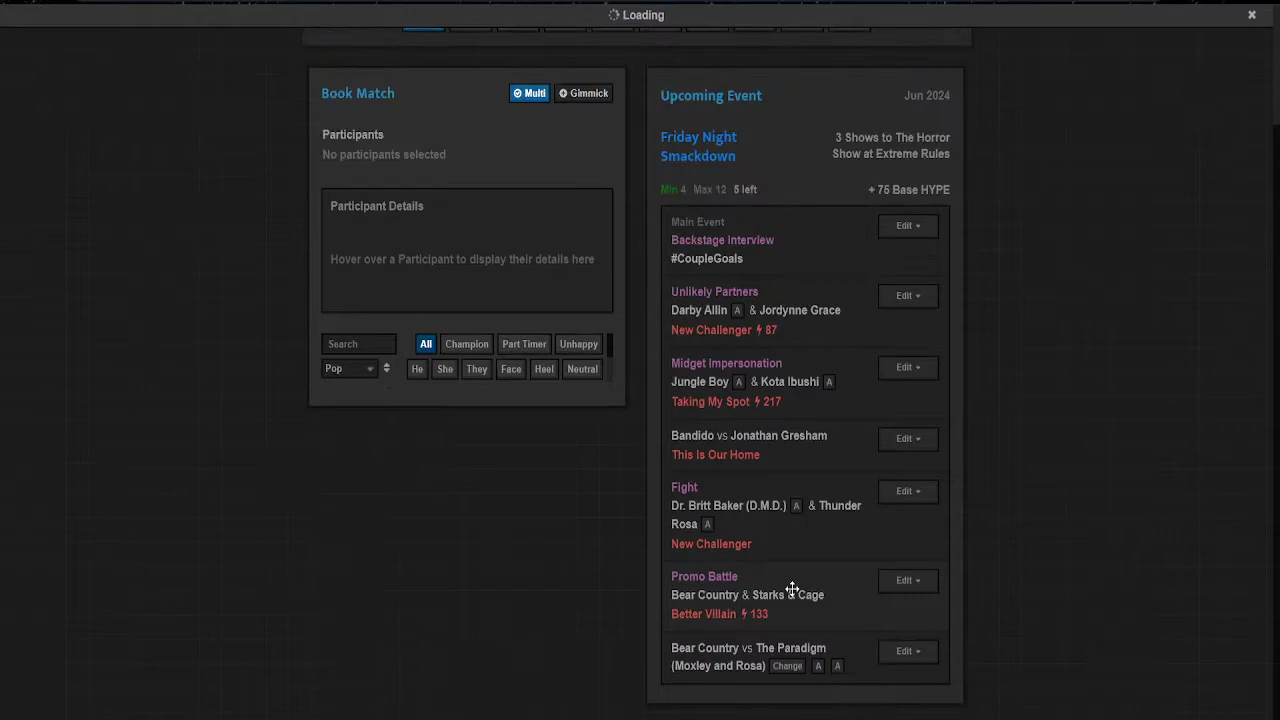 Loading
Book Match
Multi
Gimmick
Participants
No participants selected
Participant Details
Hover over a Participant to display their details here
Search
All
Champion
Part Timer
Unhappy
Pop
He
She
They
Face
Heel
Neutral
Upcoming Event
Jun 2024
Friday Night
Smackdown
3 Shows to The Horror
Show at Extreme Rules
Min 4 Max 12 5 left
+ 75 Base HYPE
Main Event
Backstage Interview
#CoupleGoals
Edit
Unlikely Partners
Darby Allin A & Jordynne Grace
New Challenger 87
Edit
Midget Impersonation
Jungle Boy A & Kota Ibushi A
Taking My Spot 217
Edit
Bandido vs Jonathan Gresham
This Is Our Home
Edit
Fight
Dr. Britt Baker (D.M.D.) A & Thunder
Rosa A
New Challenger
Edit
Promo Battle
Bear Country & Starks & Cage
Better Villain 133
Edit
Bear Country vs The Paradigm
(Moxley and Rosa) Change A A
Edit